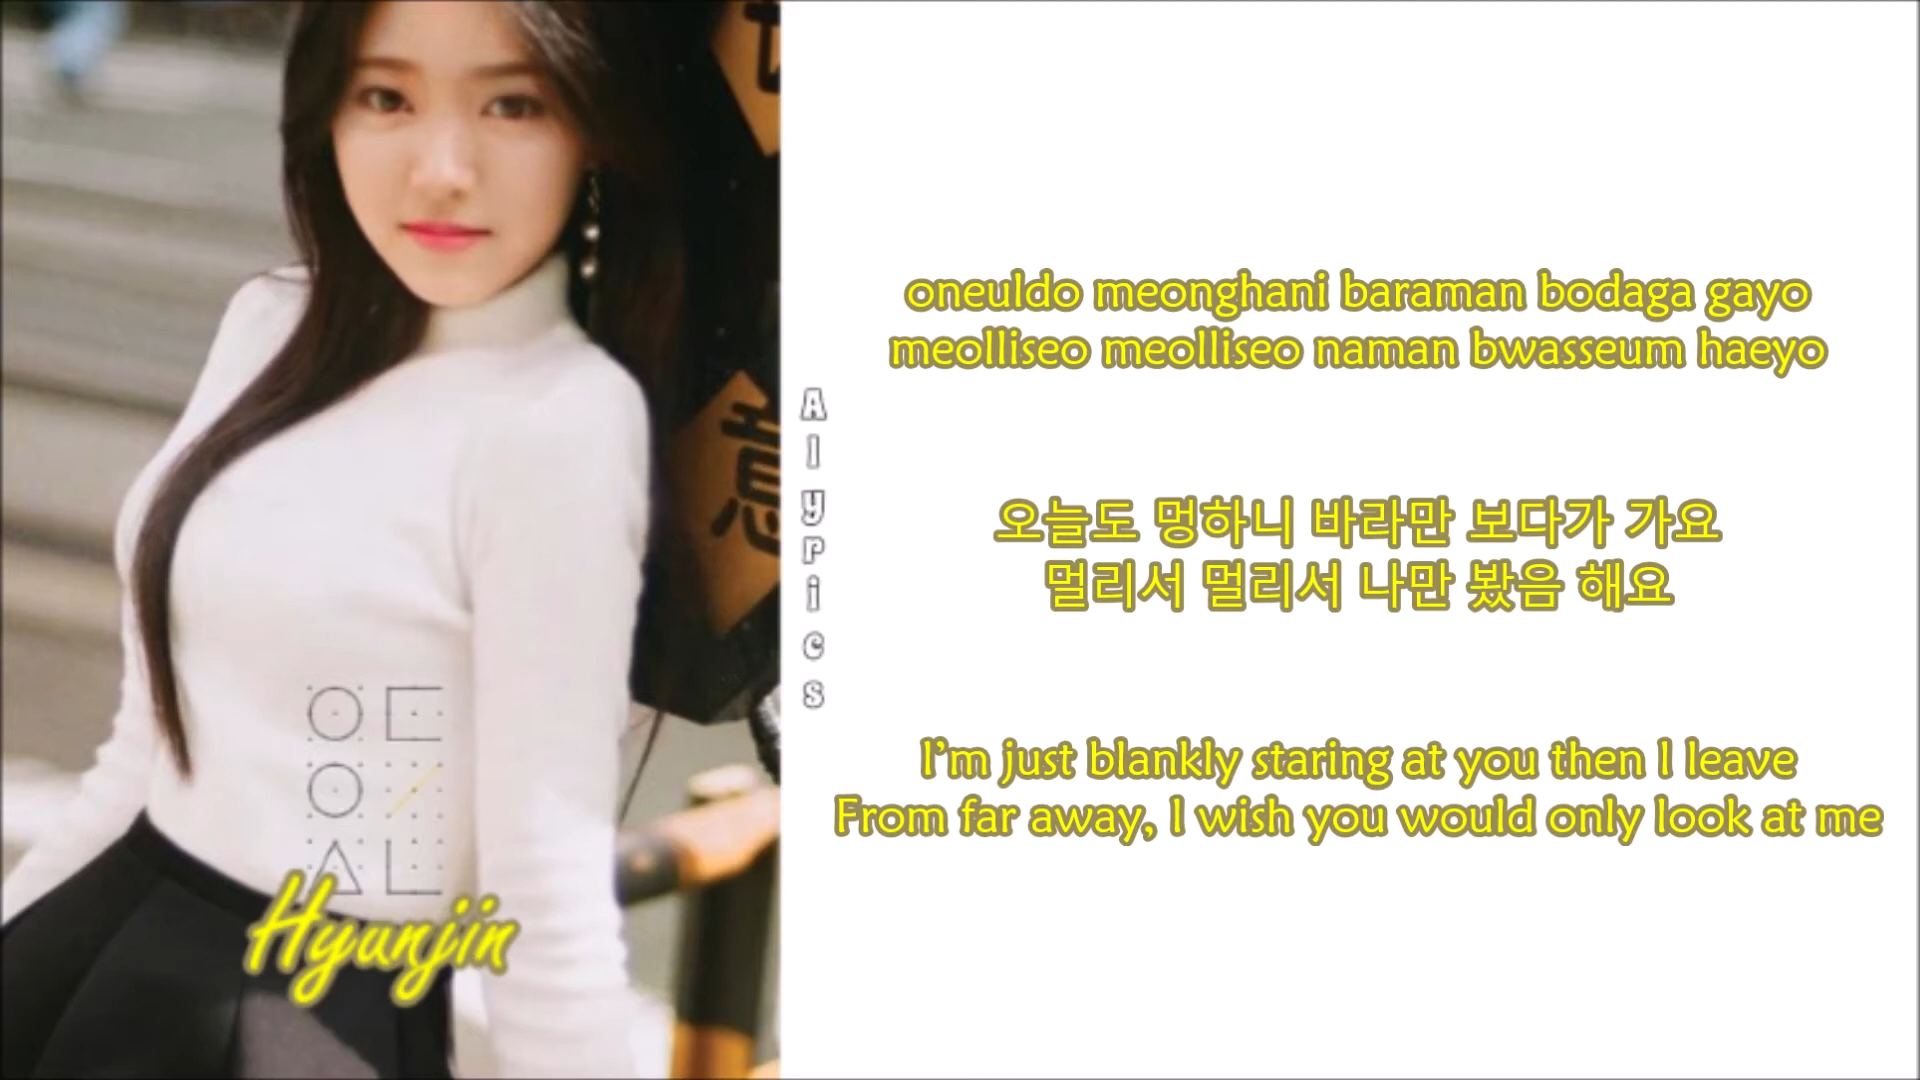 oneuldo meonghani baraman bodaga gayo
meolliseo meolliseo naman bwasseum haeyo
오늘도 멍하니 바라만 보다가 가요
멀리서 멀리서 나만 봤음 해요
I'm just blankly staring at you then I leave
From far away, I wish you would only look at me
Alyrics
Hyunjin
意